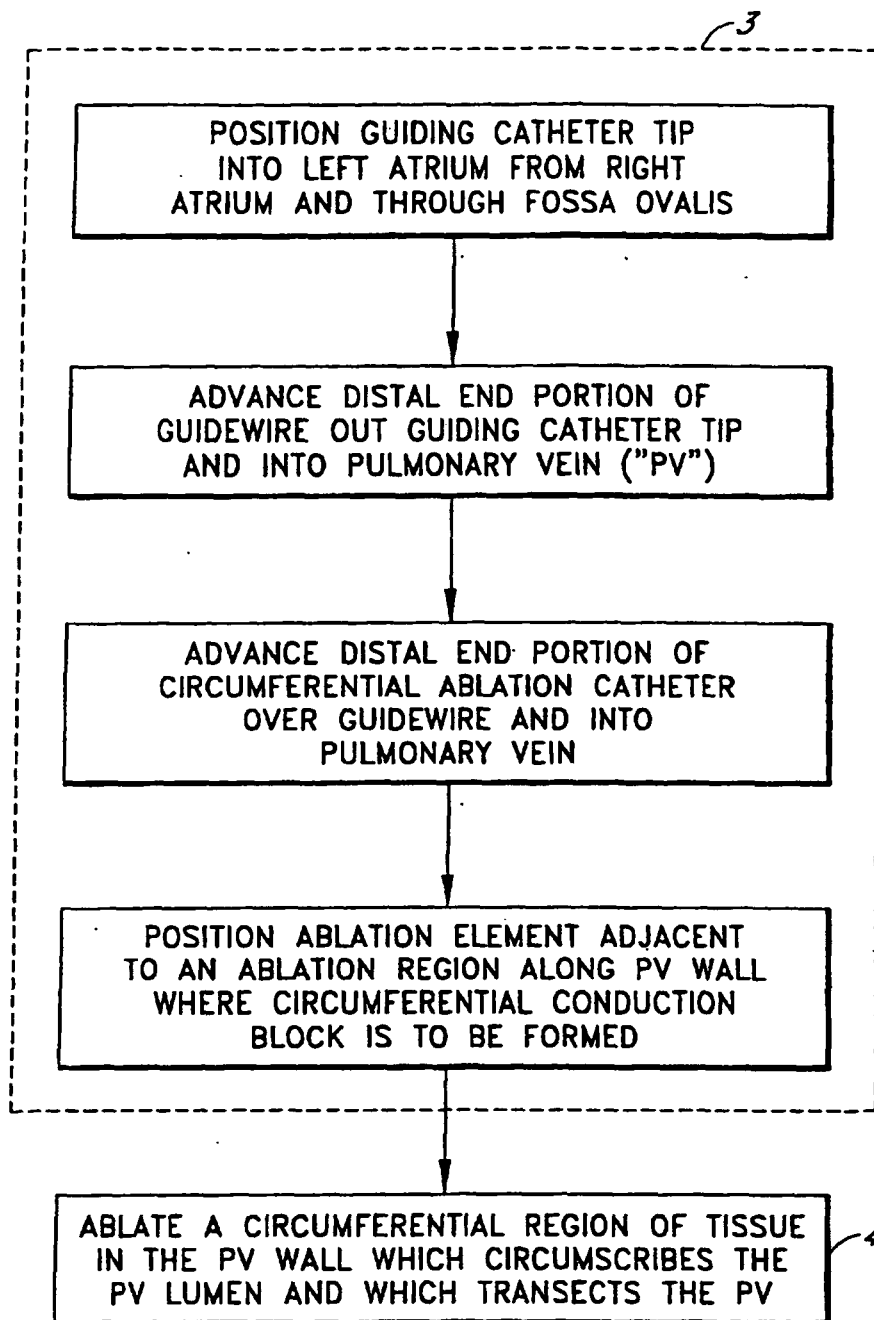 3
POSITION GUIDING CATHETER TIP
INTO LEFT ATRIUM FROM RIGHT
ATRIUM AND THROUGH FOSSA OVALIS
ADVANCE DISTAL END PORTION OF
GUIDEWIRE OUT GUIDING CATHETER TIP
AND INTO PULMONARY VEIN ("PV")
ADVANCE DISTAL END PORTION OF
CIRCUMFERENTIAL ABLATION CATHETER
OVER GUIDEWIRE AND INTO
PULMONARY VEIN
POSITION ABLATION ELEMENT ADJACENT
TO AN ABLATION REGION ALONG PV WALL
WHERE CIRCUMFERENTIAL CONDUCTION
BLOCK IS TO BE FORMED
ABLATE A CIRCUMFERENTIAL REGION OF TISSUE
IN THE PV WALL WHICH CIRCUMSCRIBES THE
PV LUMEN AND WHICH TRANSECTS THE PV
4